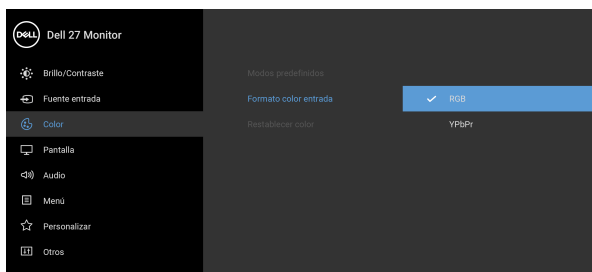 DELL Dell 27 Monitor
Brillo/Contraste Modos predefinidos
Fuente entrada Formato color entrada RGB
Color Restablecer color YPbPr
Pantalla
Audio
Menú
Personalizar
Otros